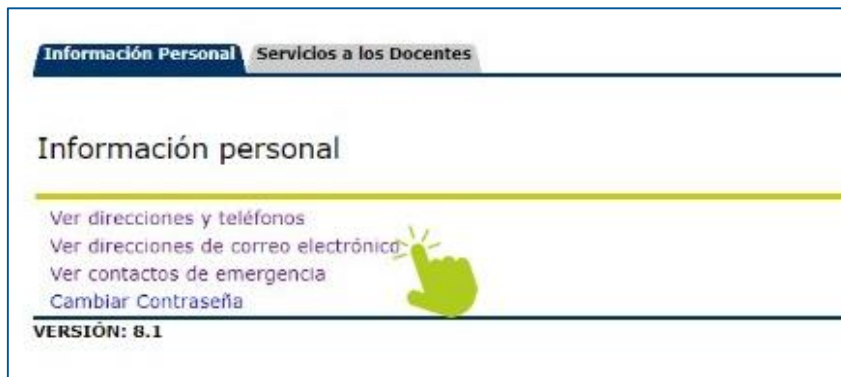 Información Personal Servicios a los Docentes
Información personal
Ver direcciones y teléfonos
Ver direcciones de correo electrónico
Ver contactos de emergencia
Cambiar Contraseña
VERSIÓN: 8.1